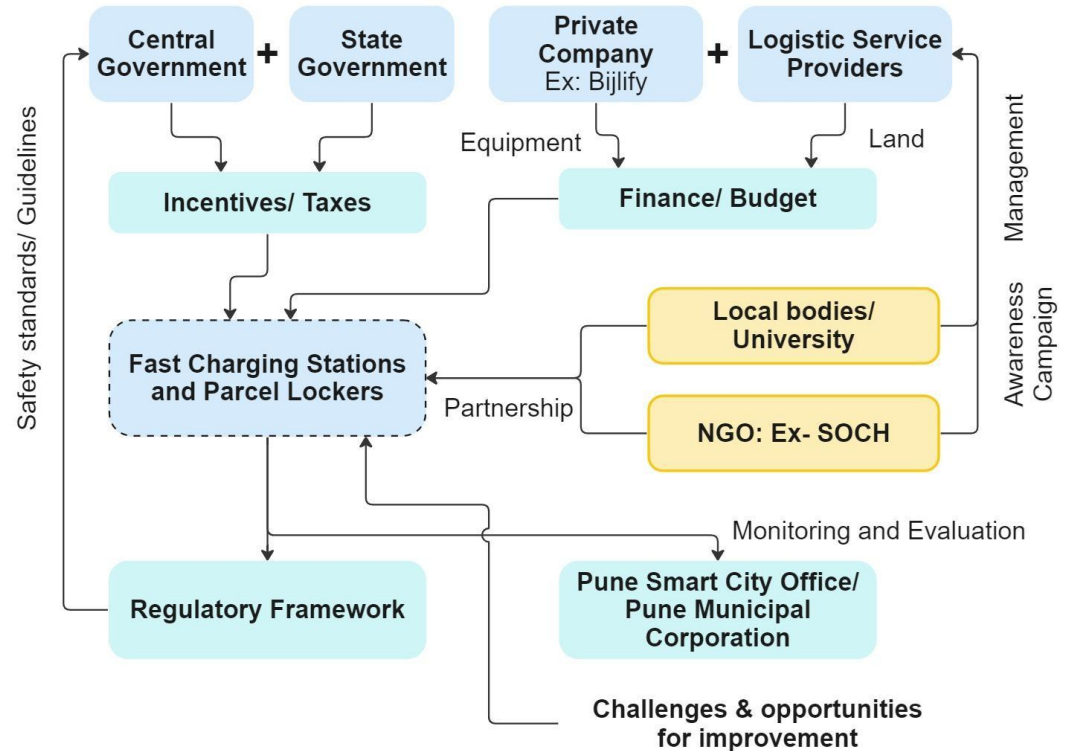 Central
Government
+
State
Government
Private
Company
Ex: Bijlify
+
Logistic Service
Providers
Equipment
Land
Incentives/ Taxes
Finance/ Budget
Safety standards/ Guidelines
Management
Awareness
Campaign
Local bodies/
University
Fast Charging Stations
and Parcel Lockers
Partnership
NGO: Ex- SOCH
Monitoring and Evaluation
Regulatory Framework
Pune Smart City Office/
Pune Municipal
Corporation
Challenges & opportunities
for improvement